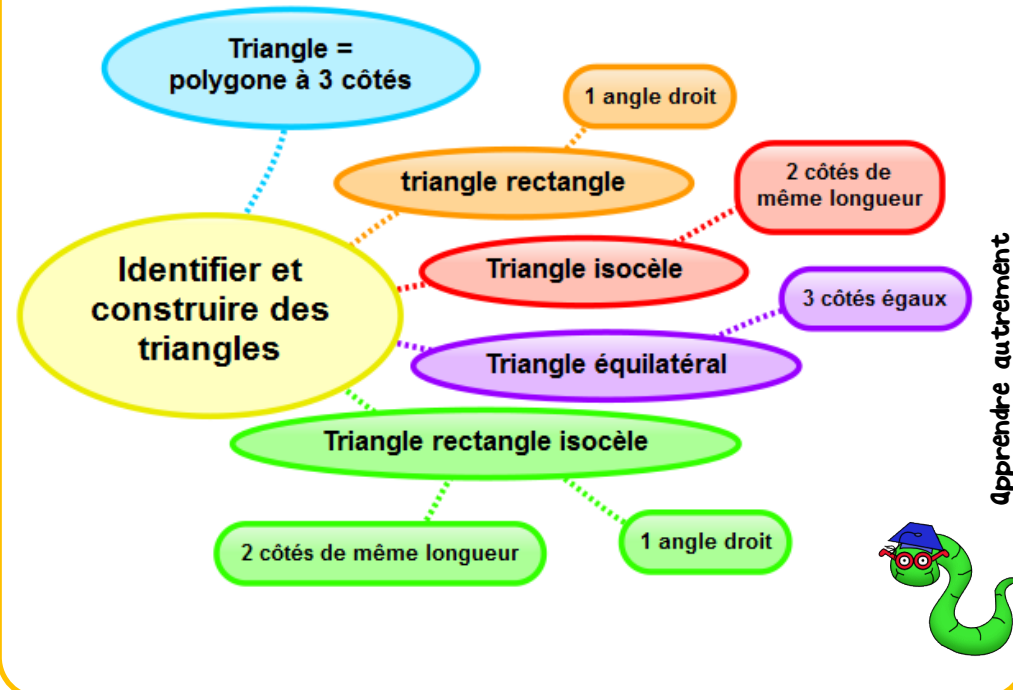 Triangle =
polygone à 3 côtés
1 angle droit
triangle rectangle
2 côtés de
même longueur
Triangle isocèle
Identifier et
construire des
triangles
3 côtés égaux
Triangle équilatéral
Triangle rectangle isocèle
2 côtés de même longueur
1 angle droit
apprendre autrement